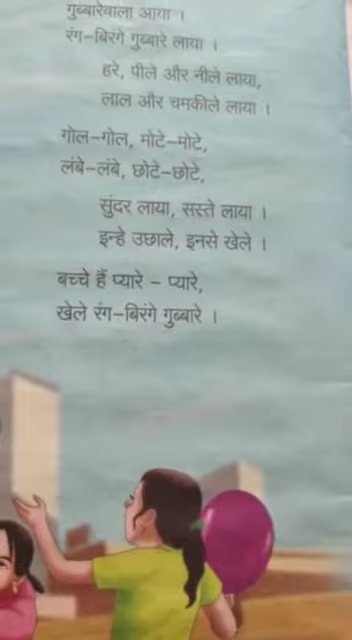 गुब्बारेवाला आया ।
रंग-बिरंगे गुब्बारे लाया ।
हरे, पीले और नीले लाया,
लाल और चमकीले लाया ।
गोल-गोल, मोटे-मोटे,
लंबे-लंबे, छोटे-छोटे,
सुंदर लाया, सस्ते लाया ।
इन्हे उछाले, इनसे खेले ।
बच्चे हैं प्यारे - प्यारे,
खेले रंग-बिरंगे गुब्बारे ।